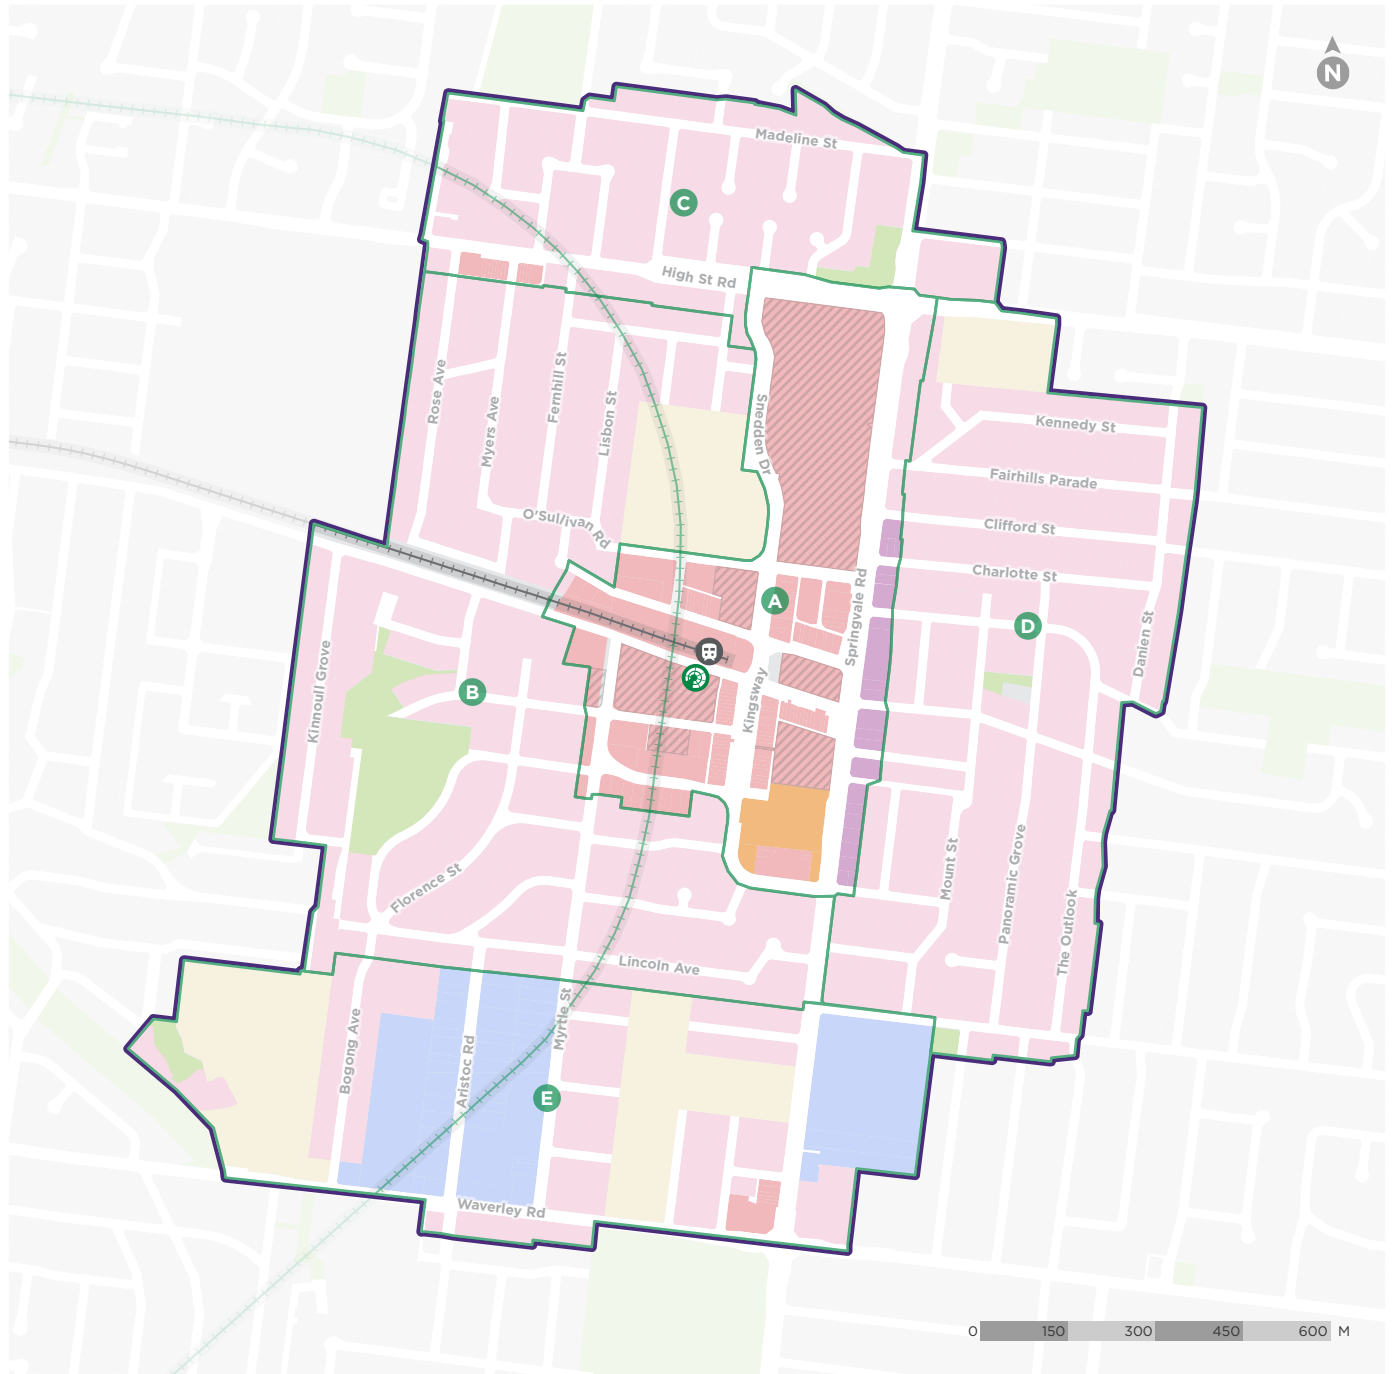 N
Madeline St
C
High St Rd
Rose Ave
Myers Ave
Fernhill St
Lisbon St
Snedden Dr
Kennedy St
Fairhills Parade
O'Sullivan Rd
Clifford St
Charlotte St
A
Springvale Rd
D
Danien St
Kinnoull Grove
B
Kingsway
Florence St
Mount St
Panoramic Grove
The Outlook
Lincoln Ave
Bogong Ave
Aristoc Rd
Myrtle St
E
Waverley Rd
0 150 300 450 600 M